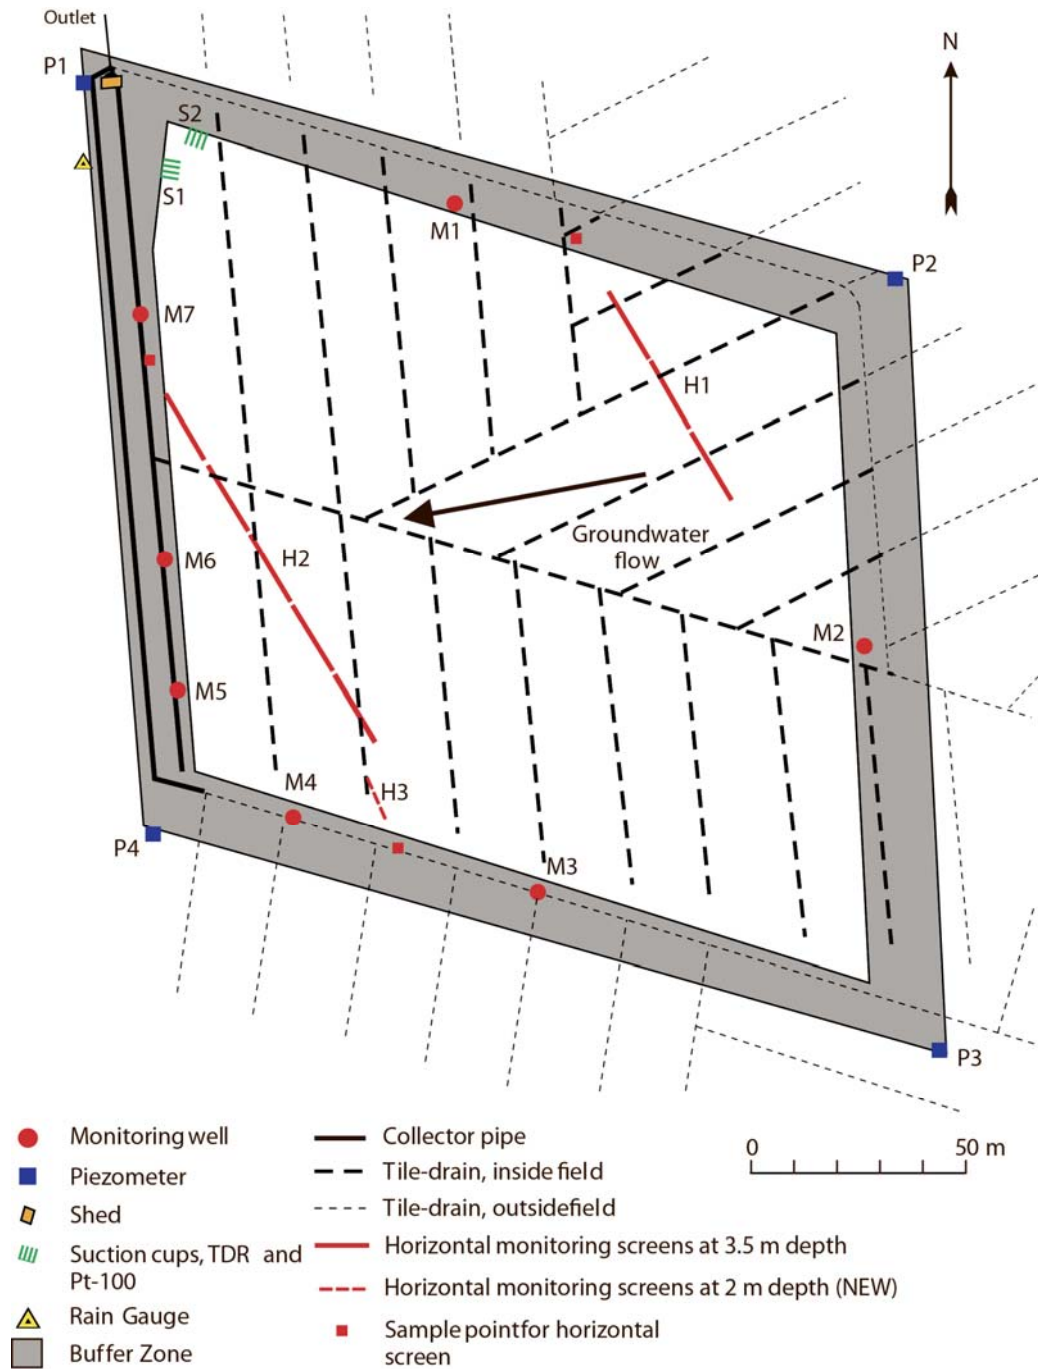 Outlet
N
P1
S2
S1
M1
P2
M7
H1
Groundwater
flow
H2
M6
M2
M5
M4
H3
P4
M3
P3
Monitoring well
Piezometer
Shed
Suction cups, TDR and
Pt-100
Rain Gauge
Buffer Zone
Collector pipe
Tile-drain, inside field
Tile-drain, outsidefield
Horizontal monitoring screens at 3.5 m depth
Horizontal monitoring screens at 2 m depth (NEW)
Sample pointfor horizontal
screen
0 50 m